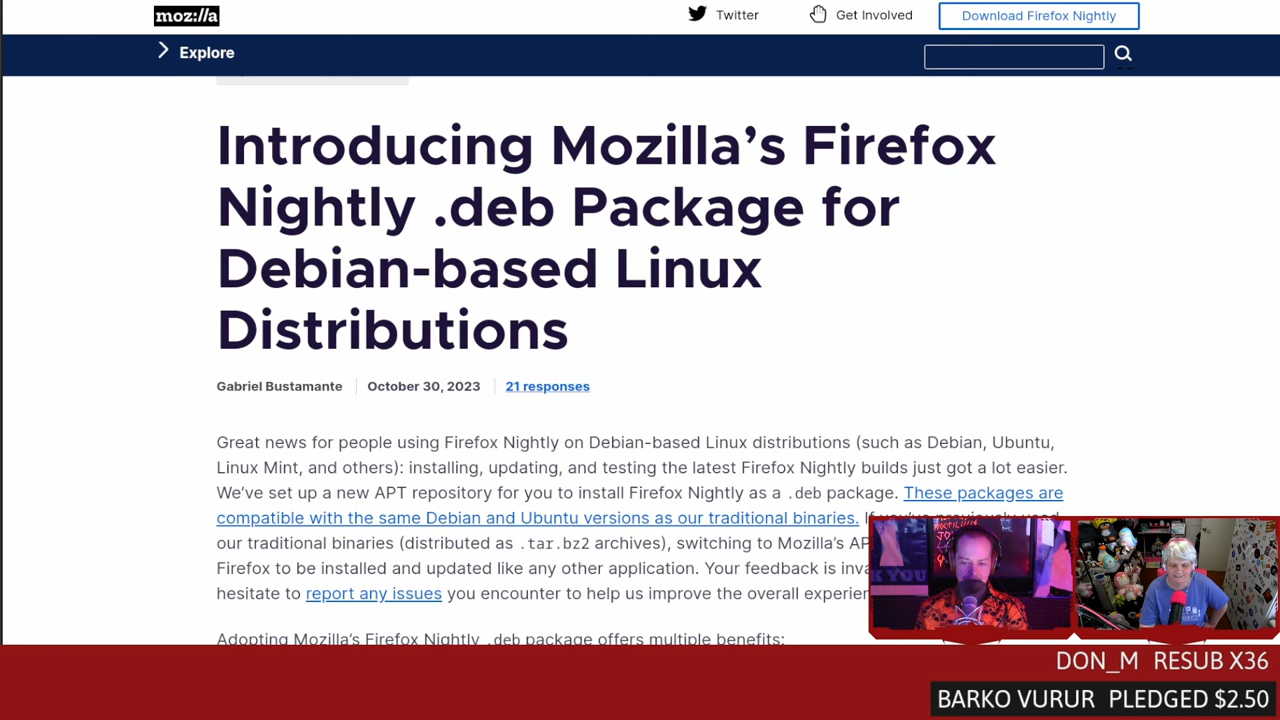 moz://a
Twitter
Get Involved
Download Firefox Nightly
Explore
Introducing Mozilla’s Firefox
Nightly .deb Package for
Debian-based Linux
Distributions
Gabriel Bustamante
October 30, 2023
21 responses
Great news for people using Firefox Nightly on Debian-based Linux distributions (such as Debian, Ubuntu,
Linux Mint, and others): installing, updating, and testing the latest Firefox Nightly builds just got a lot easier.
We’ve set up a new APT repository for you to install Firefox Nightly as a .deb package. These packages are
compatible with the same Debian and Ubuntu versions as our traditional binaries. If you’ve previously used
our traditional binaries (distributed as .tar.bz2 archives), switching to Mozilla’s AP
Firefox to be installed and updated like any other application. Your feedback is inva
hesitate to report any issues you encounter to help us improve the overall experien
Adopting Mozilla’s Firefox Nightly .deb package offers multiple benefits:
DON_M RESUB X36
BARKO VURUR PLEDGED $2.50